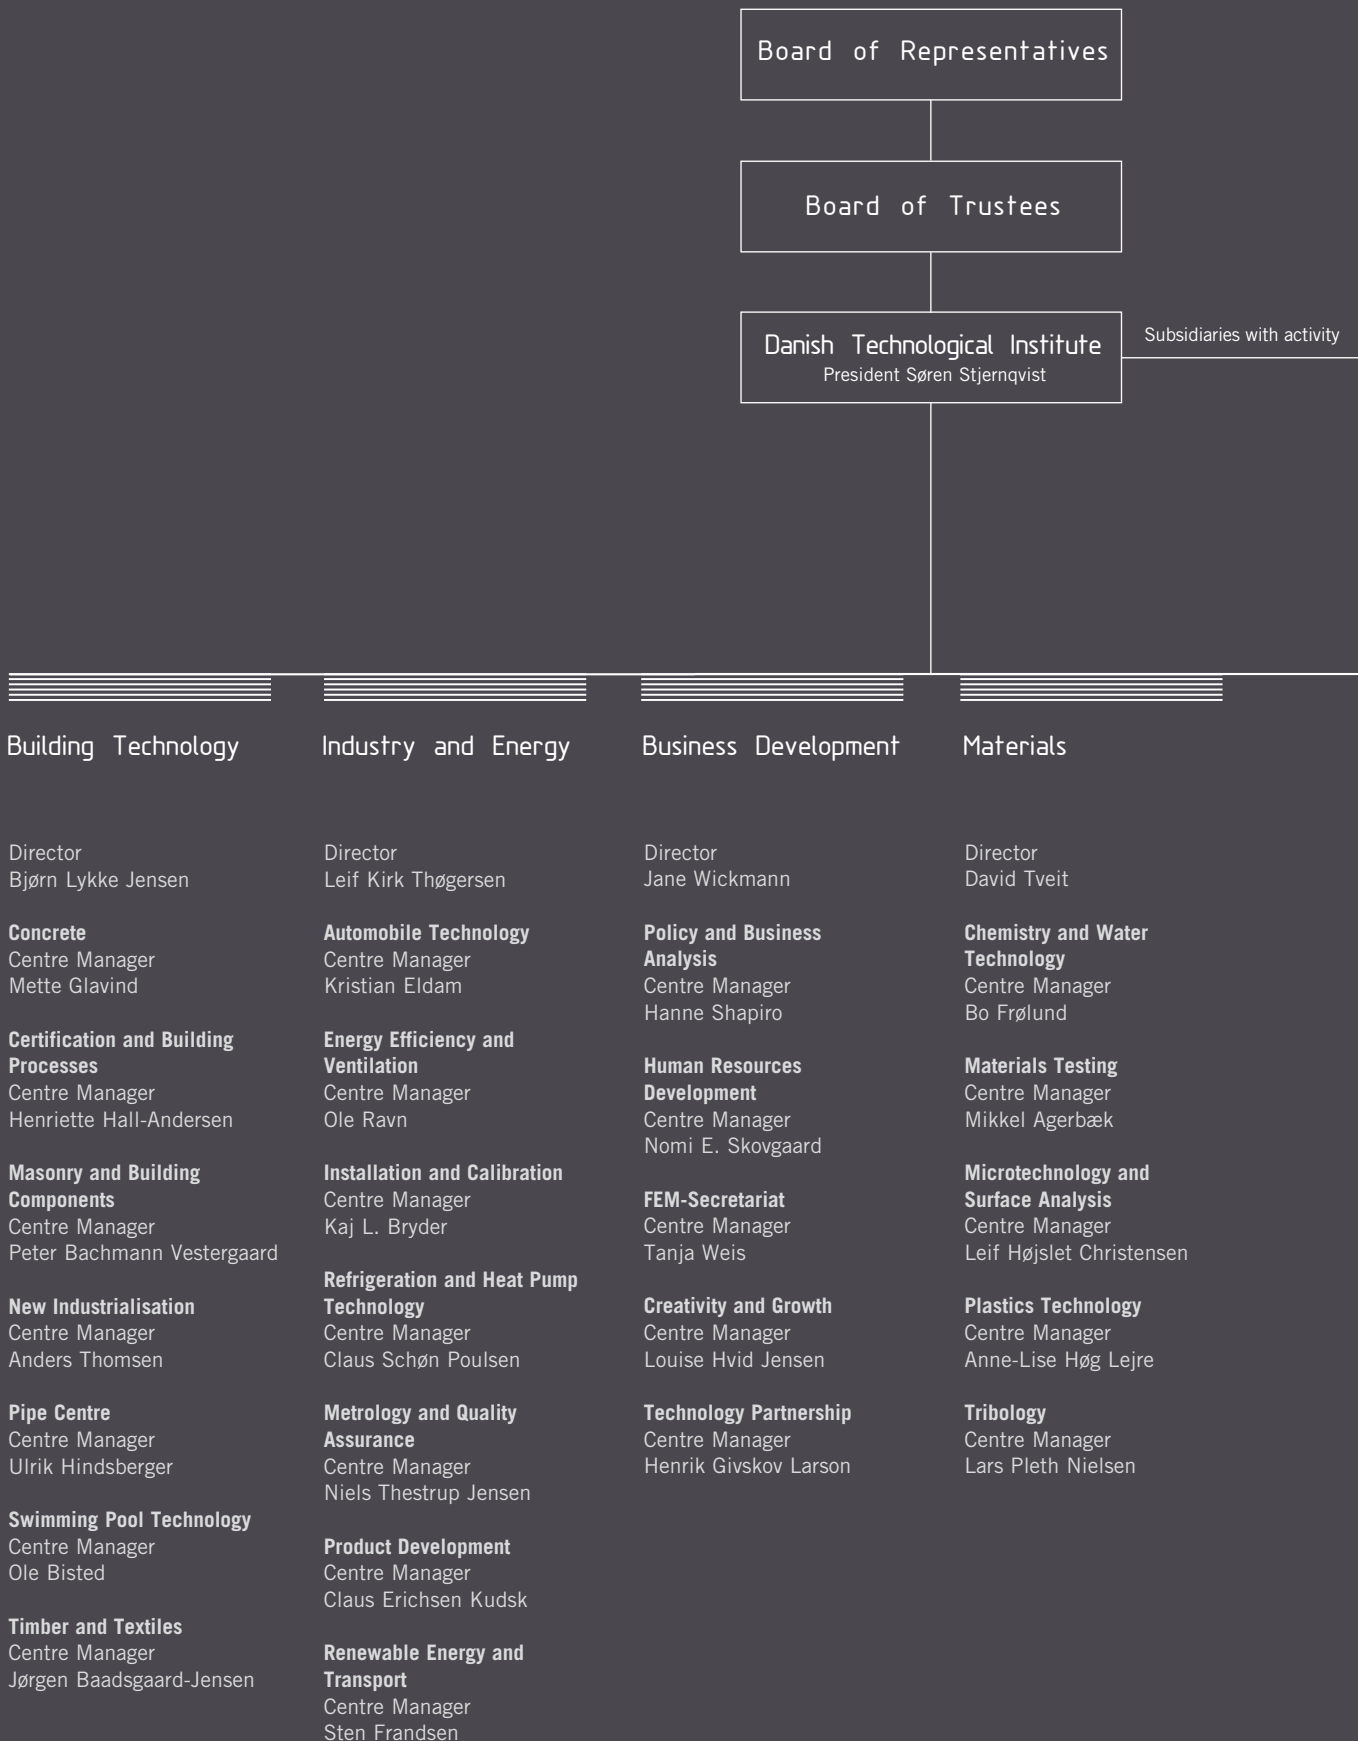 Board of Representatives
Board of Trustees
Danish Technological Institute
President Søren Stjernqvist
Subsidiaries with activity
Building Technology
Director
Bjørn Lykke Jensen
Concrete
Centre Manager
Mette Glavind
Certification and Building
Processes
Centre Manager
Henriette Hall-Andersen
Masonry and Building
Components
Centre Manager
Peter Bachmann Vestergaard
New Industrialisation
Centre Manager
Anders Thomsen
Pipe Centre
Centre Manager
Ulrik Hindsberger
Swimming Pool Technology
Centre Manager
Ole Bisted
Timber and Textiles
Centre Manager
Jørgen Baadsgaard-Jensen
Industry and Energy
Director
Leif Kirk Thøgersen
Automobile Technology
Centre Manager
Kristian Eldam
Energy Efficiency and
Ventilation
Centre Manager
Ole Ravn
Installation and Calibration
Centre Manager
Kaj L. Bryder
Refrigeration and Heat Pump
Technology
Centre Manager
Claus Schøn Poulsen
Metrology and Quality
Assurance
Centre Manager
Niels Thestrup Jensen
Product Development
Centre Manager
Claus Erichsen Kudsk
Renewable Energy and
Transport
Centre Manager
Sten Frandsen
Business Development
Director
Jane Wickmann
Policy and Business
Analysis
Centre Manager
Hanne Shapiro
Human Resources
Development
Centre Manager
Nomi E. Skovgaard
FEM-Secretariat
Centre Manager
Tanja Weis
Creativity and Growth
Centre Manager
Louise Hvid Jensen
Technology Partnership
Centre Manager
Henrik Givskov Larson
Materials
Director
David Tveit
Chemistry and Water
Technology
Centre Manager
Bo Frølund
Materials Testing
Centre Manager
Mikkel Agerbæk
Microtechnology and
Surface Analysis
Centre Manager
Leif Højslet Christensen
Plastics Technology
Centre Manager
Anne-Lise Høg Lejre
Tribology
Centre Manager
Lars Pleth Nielsen